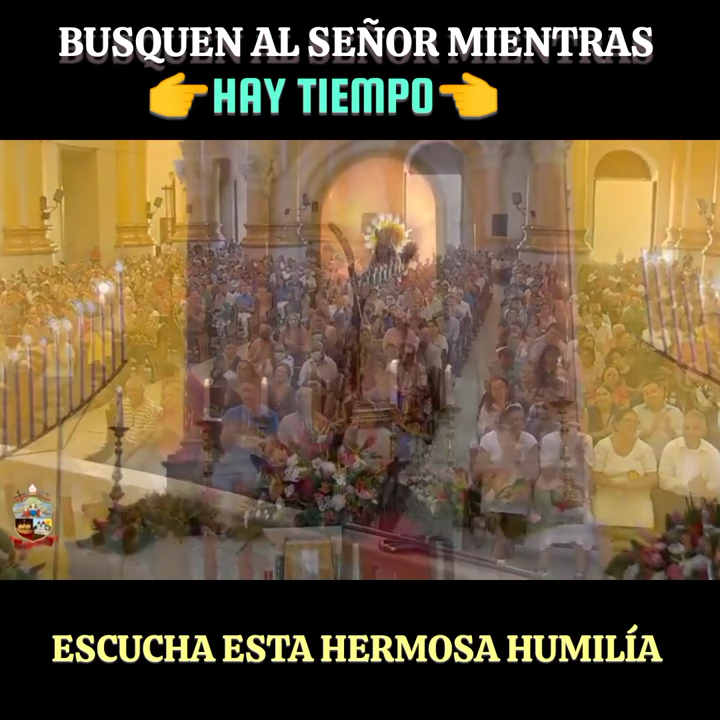 BUSQUEN AL SEÑOR MIENTRAS
👉HAY TIEMPO👈
ESCUCHA ESTA HERMOSA HUMILÍA